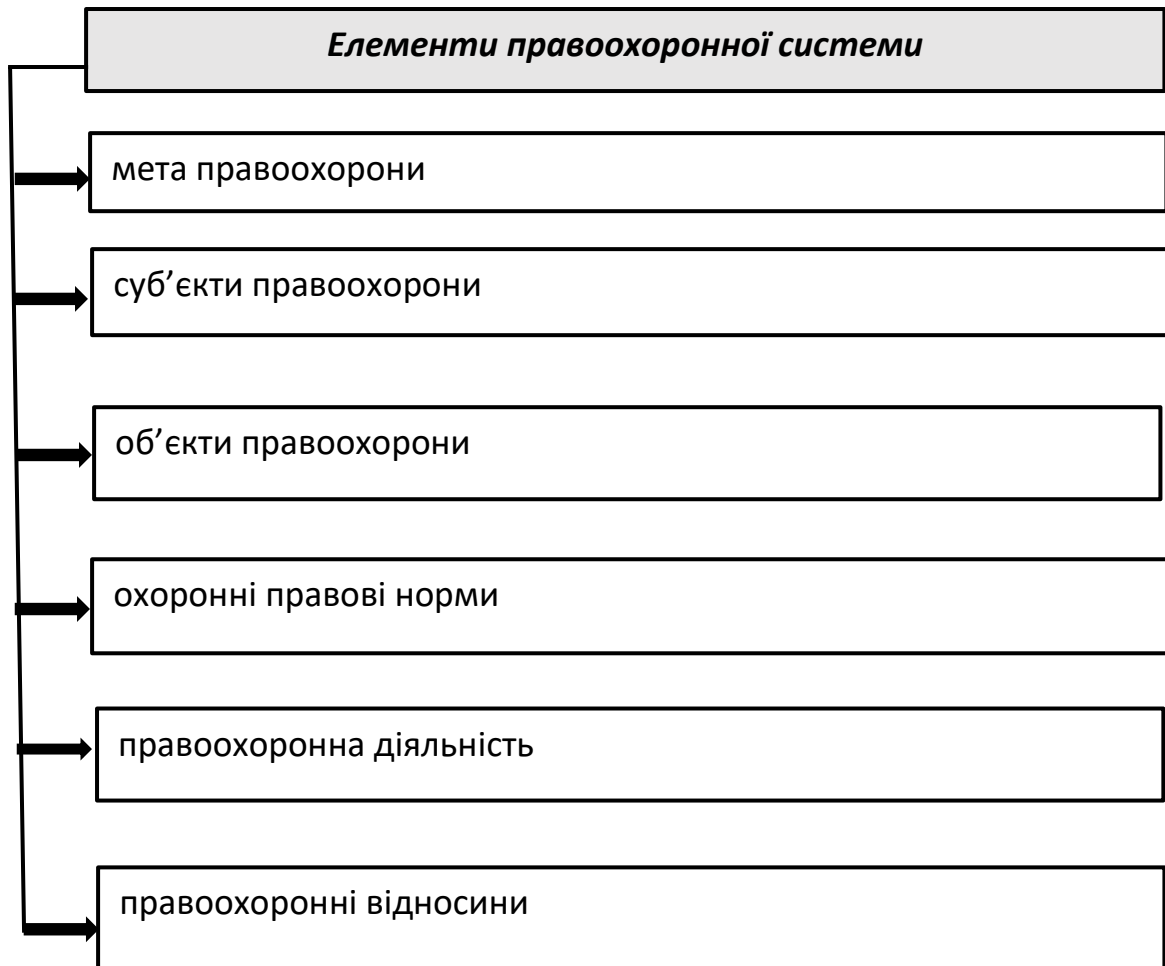 Елементи правоохоронної системи
мета правоохорони
суб’єкти правоохорони
об’єкти правоохорони
охоронні правові норми
правоохоронна діяльність
правоохоронні відносини